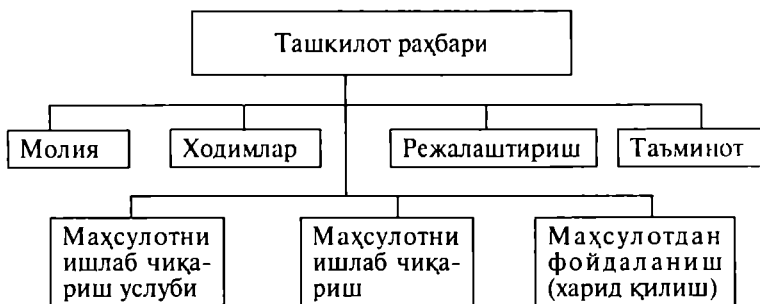 Ташкилот раҳбари
Молия
Ходимлар
Режалаштириш
Таъминот
Маҳсулотни
ишлаб чиқа-
риш услуби
Маҳсулотни
ишлаб чиқа-
риш
Маҳсулотдан
фойдаланиш
(харид қилиш)